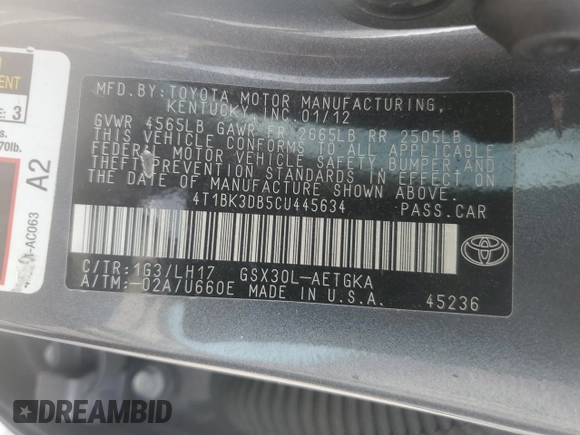 MFD.BY: TOYOTA MOTOR MANUFACTURING,
KENTUCKY, INC. 01/12
GVWR 4565LB GAWR FR 2665LB RR 2505LB
THIS VEHICLE CONFORMS TO ALL APPLICABLE
FEDERAL MOTOR VEHICLE SAFETY, BUMPER AND
THEFT PREVENTION STANDARDS IN EFFECT ON
THE DATE OF MANUFACTURE SHOWN ABOVE.
4T1BK3DB5CU445634 PASS.CAR
C/TR: 1G3/LH17 GSX30L-AETGKA
A/TM: -02A/U660E MADE IN U.S.A.
45236
3
A2
-AC063
DREAMBID